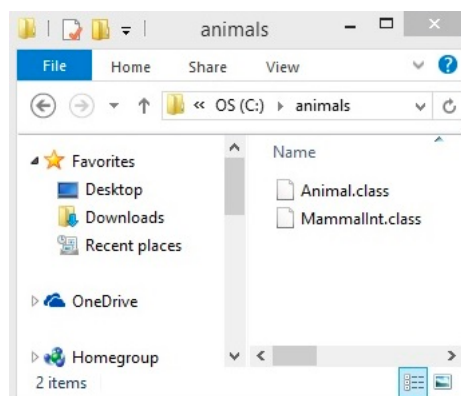 animals
File Home Share View
« OS (C:) animals
Favorites
Desktop
Downloads
Recent places
OneDrive
Homegroup
2 items
Name
Animal.class
MammalInt.class